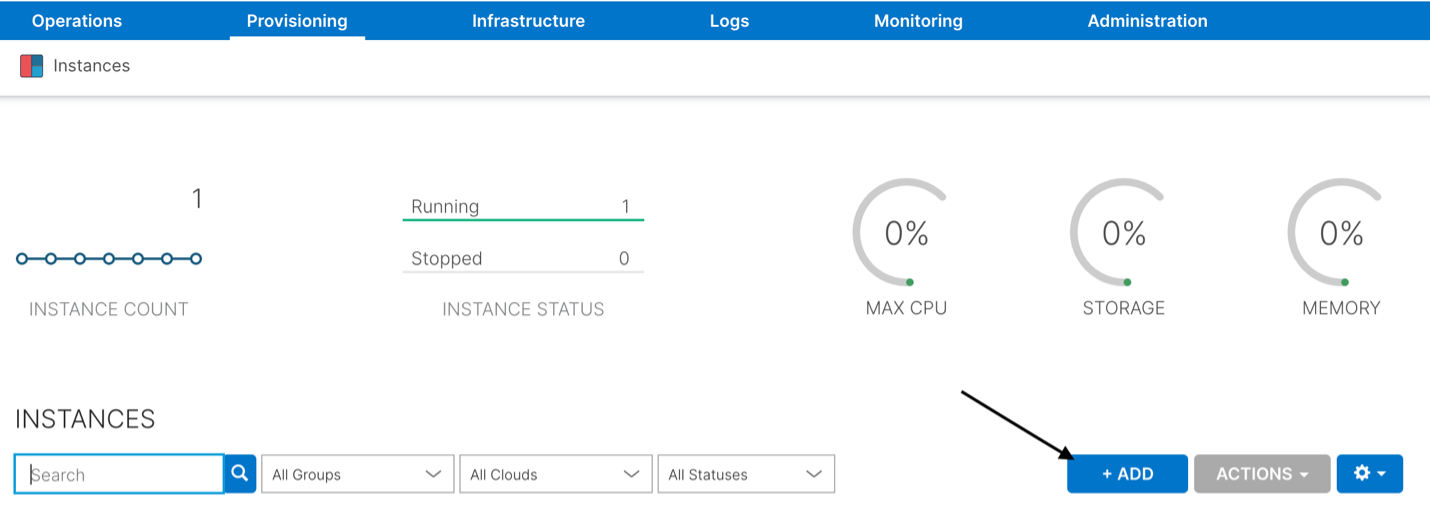 Operations Provisioning Infrastructure Logs Monitoring Administration
Instances
1
INSTANCE COUNT
Running 1
Stopped 0
INSTANCE STATUS
0%
MAX CPU
0%
STORAGE
0%
MEMORY
INSTANCES
Search All Groups All Clouds All Statuses + ADD ACTIONS